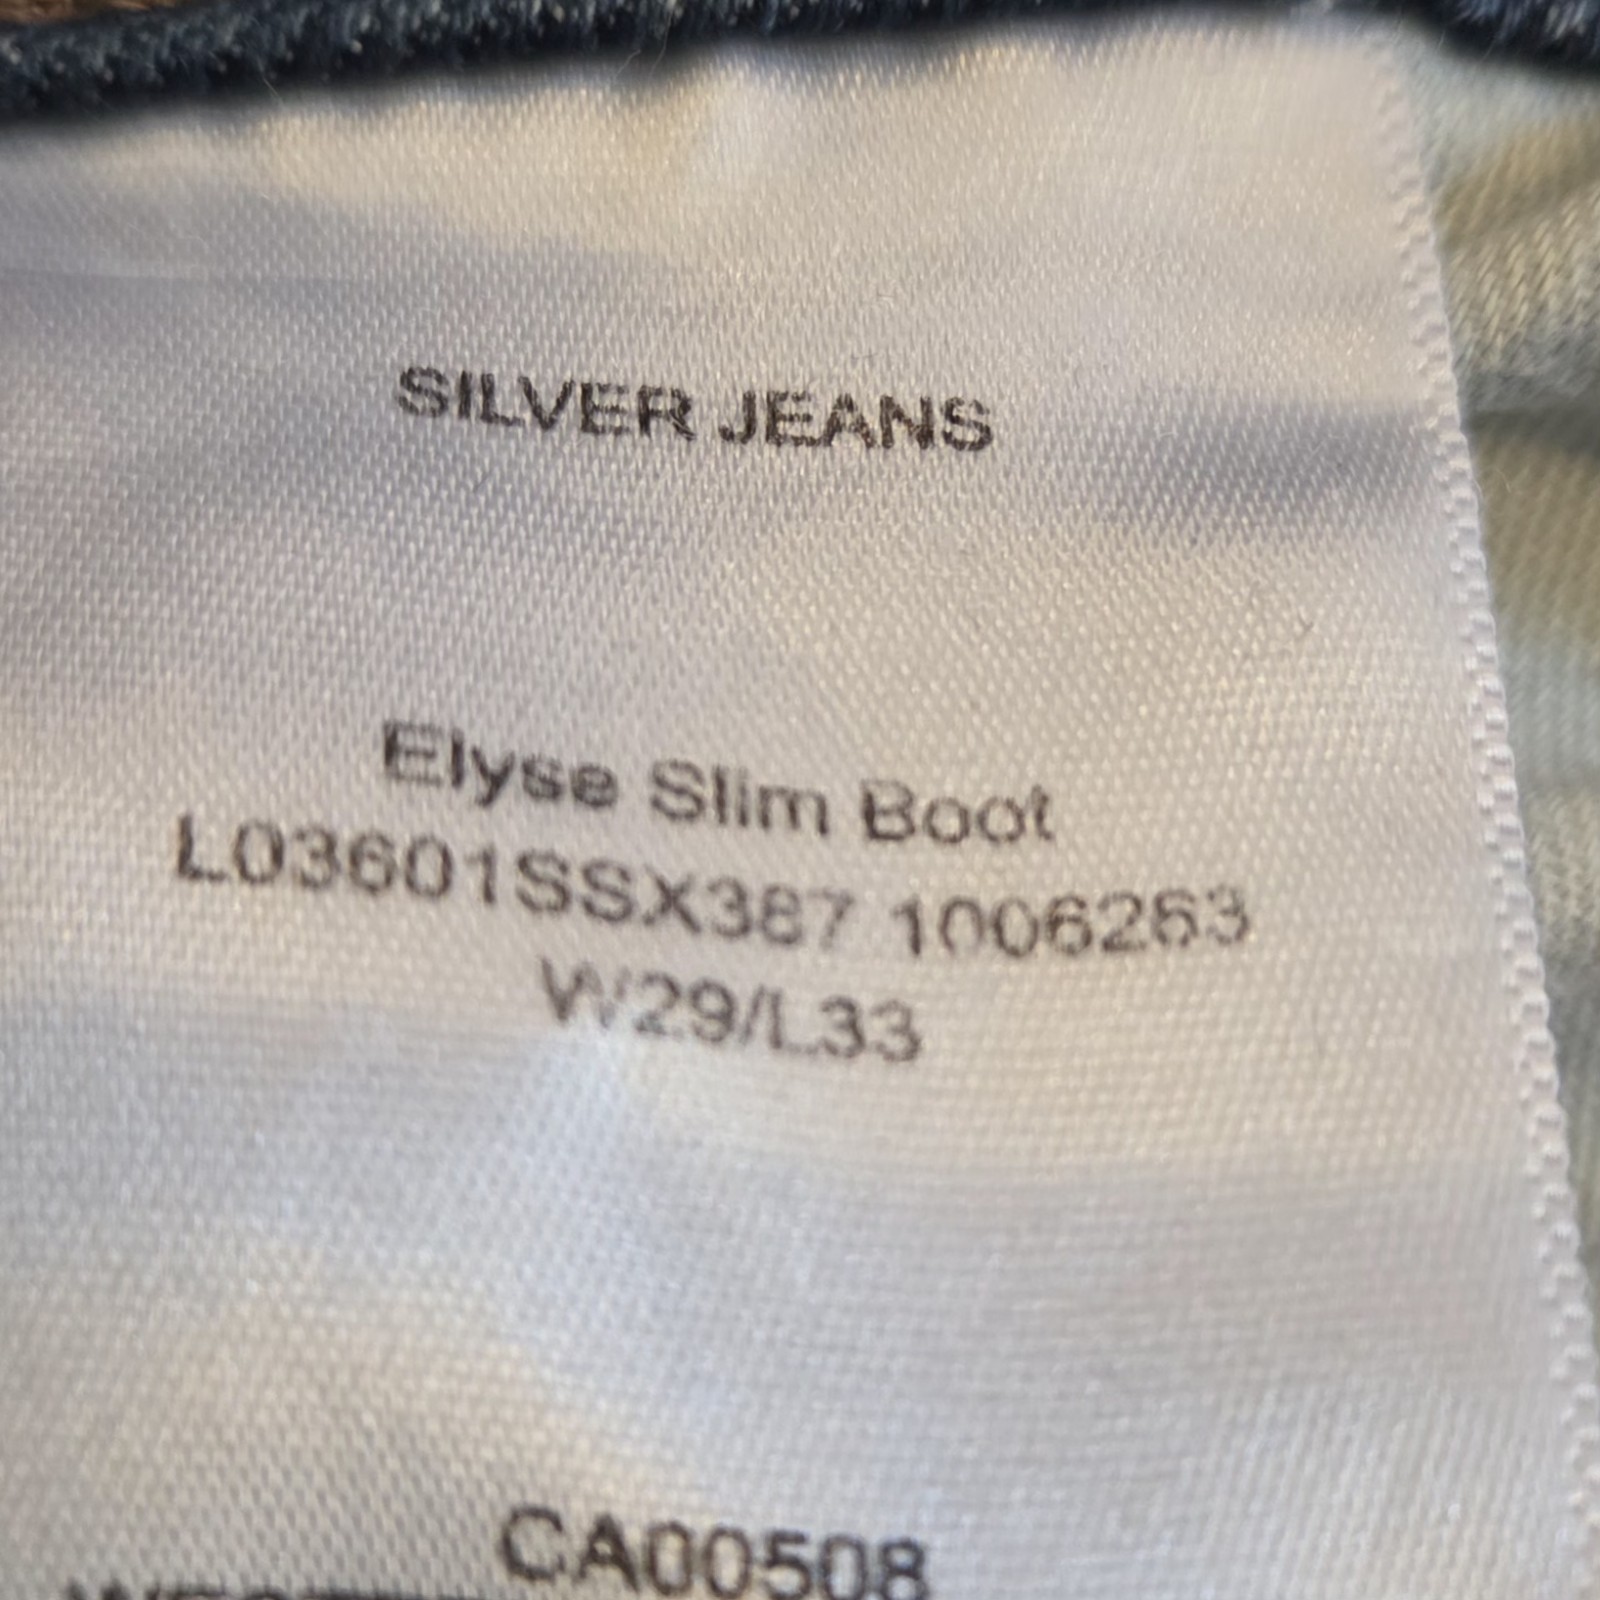 SILVER JEANS
Elyse Slim Boot
L03601SSX387 1006263
W29/L33
CA00508